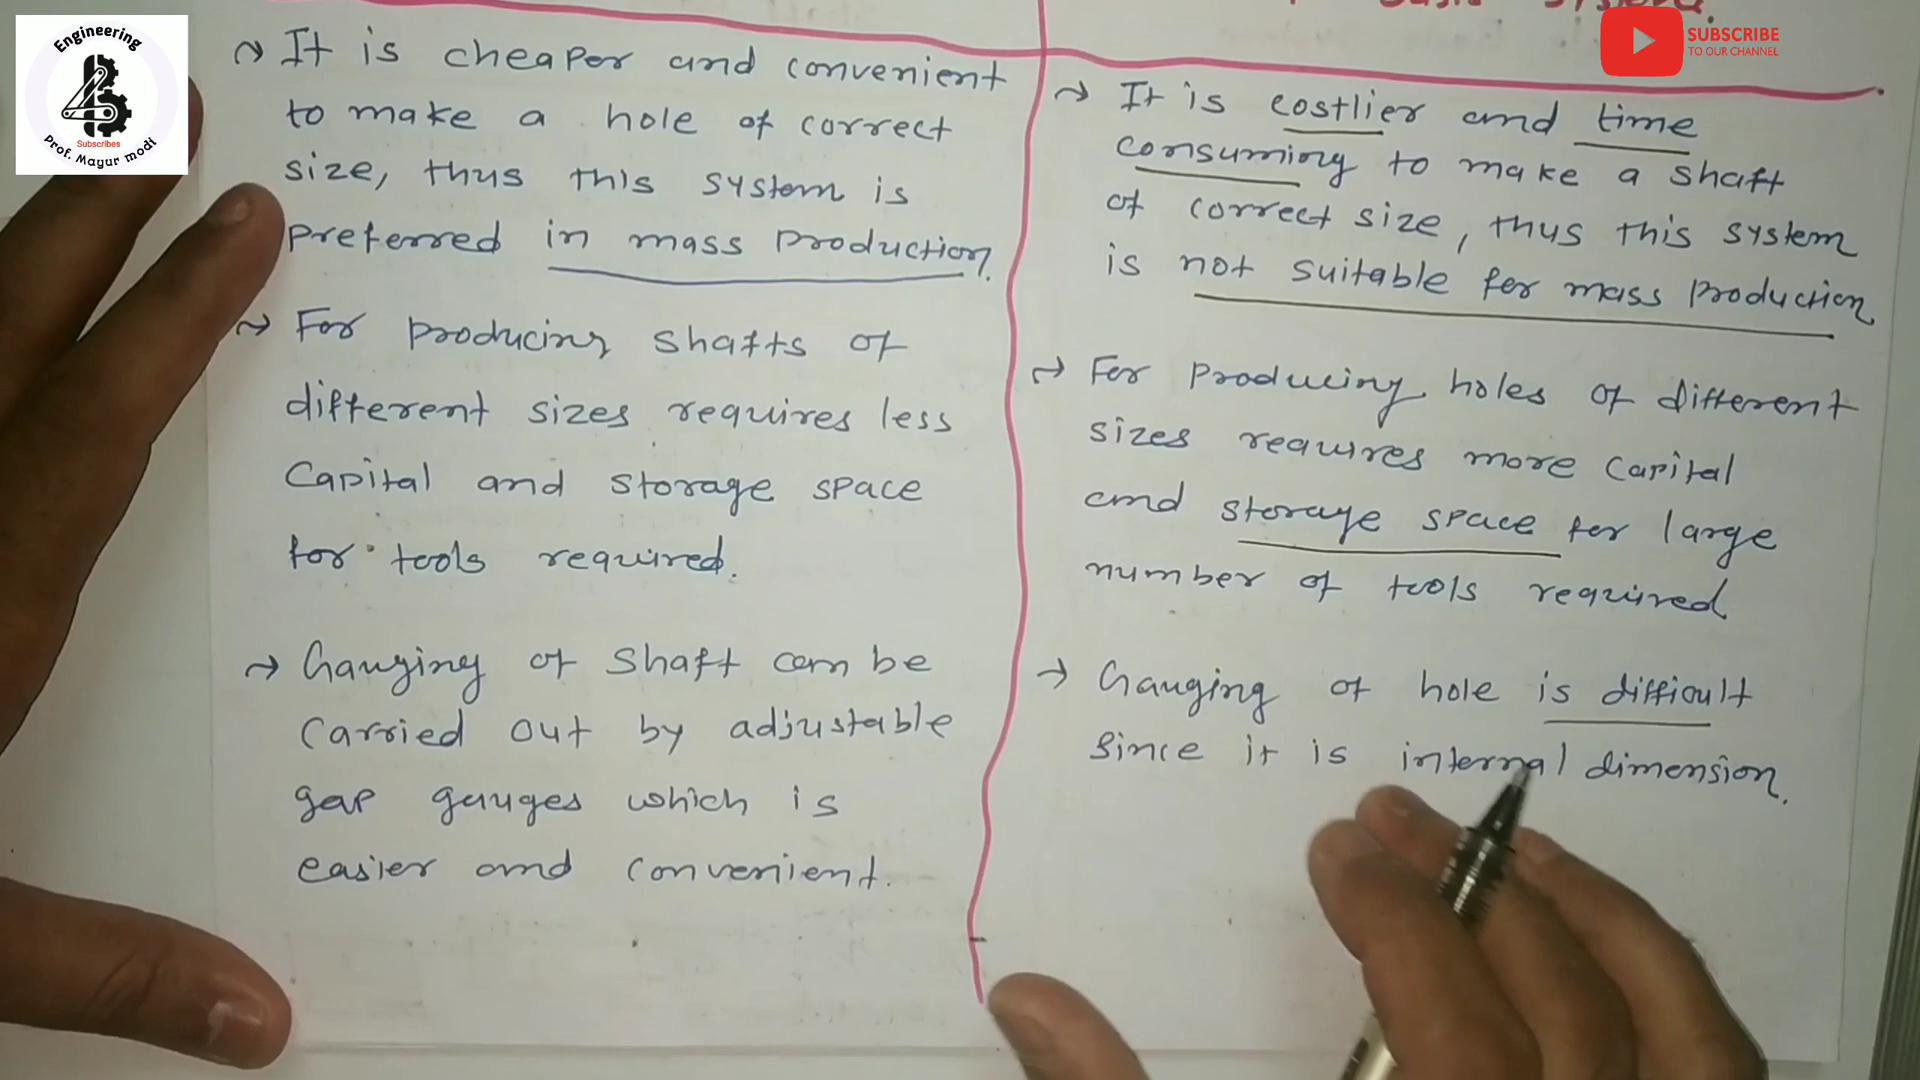 Engineering
Subscribes
Prof. Mayur modi
SUBSCRIBE
TO OUR CHANNEL
Basis System.
~> It is cheaper and convenient
to make a hole of correct
size, thus this system is
preferred in mass production.
~> For producing shafts of
different sizes requires less
Capital and storage space
for tools required.
→ Gauging of shaft can be
carried out by adjustable
gap gauges which is
easier and convenient.
→ It is costlier and time
consuming to make a shaft
of correct size, thus this system
is not suitable for mass production
→ For producing holes of different
sizes requires more capital
and storage space for large
number of tools required
→ Gauging of hole is difficult
since it is internal dimension.